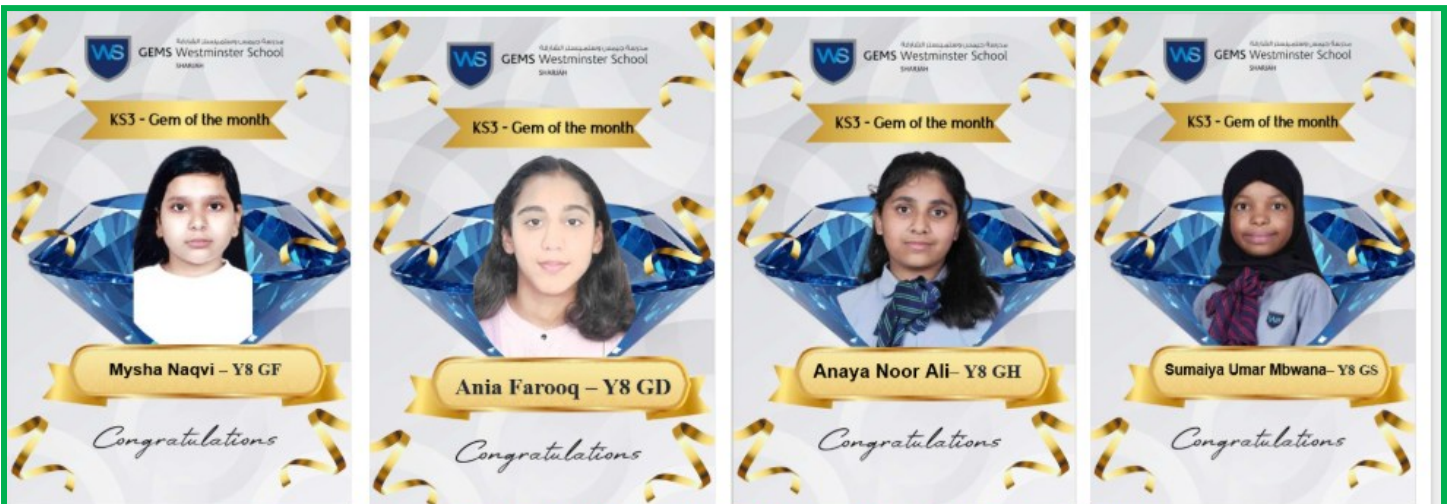 WS
GEMS Westminster School
SHARJAH
KS3 - Gem of the month
Mysha Naqvi – Y8 GF
Congratulations
WS
GEMS Westminster School
SHARJAH
KS3 - Gem of the month
Ania Farooq – Y8 GD
Congratulations
WS
GEMS Westminster School
SHARJAH
KS3 - Gem of the month
Anaya Noor Ali– Y8 GH
Congratulations
WS
GEMS Westminster School
SHARJAH
KS3 - Gem of the month
Sumaiya Umar Mbwana– Y8 GS
Congratulations